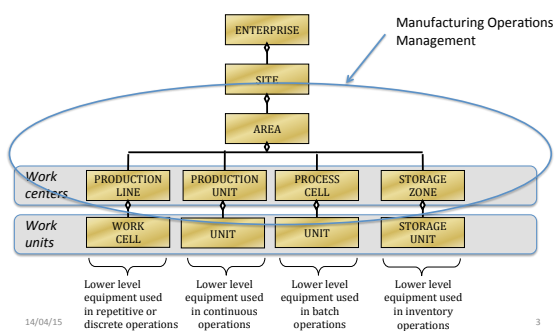 Manufacturing Operations
Management
ENTERPRISE
SITE
AREA
Work
centers
PRODUCTION
LINE
PRODUCTION
UNIT
PROCESS
CELL
STORAGE
ZONE
Work
units
WORK
CELL
UNIT
UNIT
STORAGE
UNIT
Lower level
equipment used
in repetitive or
discrete operations
Lower level
equipment used
in continuous
operations
Lower level
equipment used
in batch
operations
Lower level
equipment used
in inventory
operations
14/04/15
3